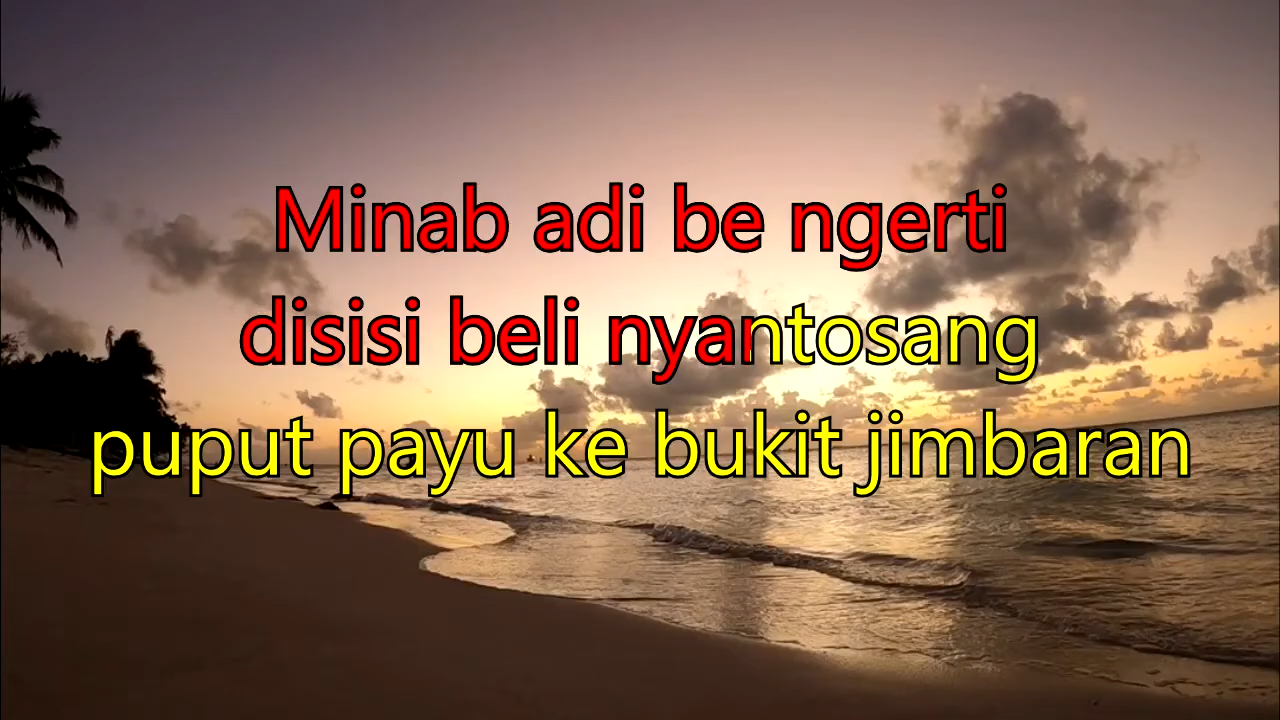 Minab adi be ngerti
disisi beli nyantosang
puput payu ke bukit jimbaran